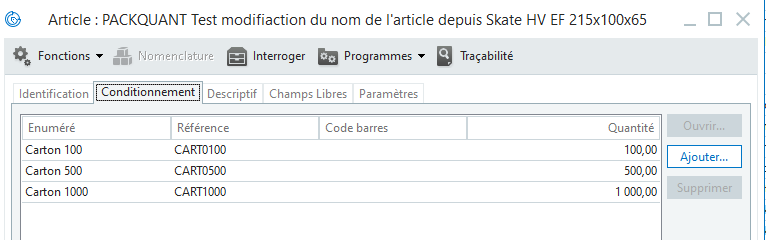 Article : PACKQUANT Test modifiaction du nom de l'article depuis Skate HV EF 215x100x65
Fonctions Nomenclature Interroger Programmes Traçabilité
Identification Conditionnement Descriptif Champs Libres Paramètres
Enuméré Référence Code barres Quantité Ouvrir...
Carton 100 CART0100 100,00
Carton 500 CART0500 500,00 Ajouter...
Carton 1000 CART1000 1 000,00 Supprimer